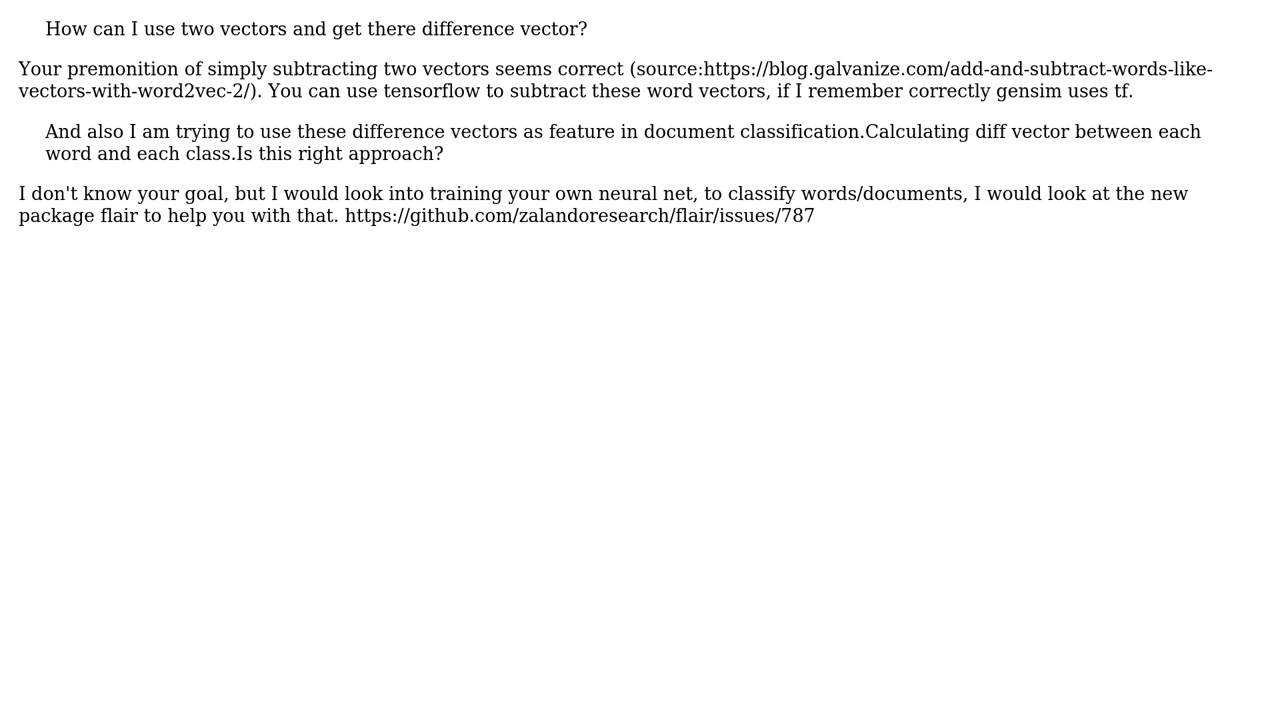 How can I use two vectors and get there difference vector?
Your premonition of simply subtracting two vectors seems correct (source:https://blog.galvanize.com/add-and-subtract-words-like-
vectors-with-word2vec-2/). You can use tensorflow to subtract these word vectors, if I remember correctly gensim uses tf.
And also I am trying to use these difference vectors as feature in document classification.Calculating diff vector between each
word and each class.Is this right approach?
I don't know your goal, but I would look into training your own neural net, to classify words/documents, I would look at the new
package flair to help you with that. https://github.com/zalandoresearch/flair/issues/787